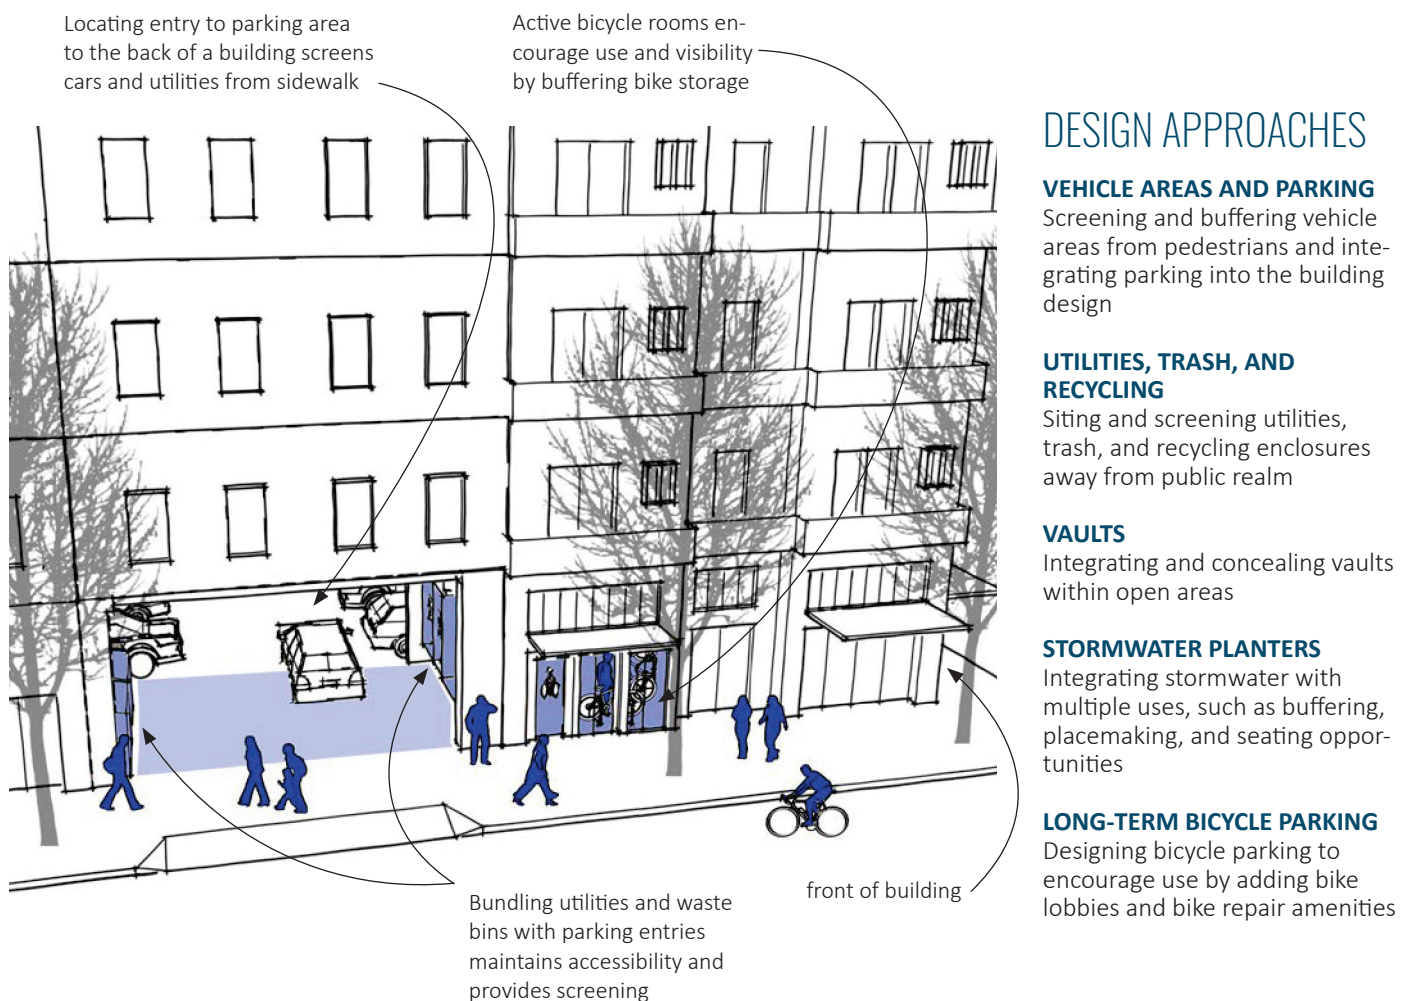 Locating entry to parking area
to the back of a building screens
cars and utilities from sidewalk
Active bicycle rooms en-
courage use and visibility
by buffering bike storage
front of building
Bundling utilities and waste
bins with parking entries
maintains accessibility and
provides screening
DESIGN APPROACHES
VEHICLE AREAS AND PARKING
Screening and buffering vehicle
areas from pedestrians and inte-
grating parking into the building
design
UTILITIES, TRASH, AND
RECYCLING
Siting and screening utilities,
trash, and recycling enclosures
away from public realm
VAULTS
Integrating and concealing vaults
within open areas
STORMWATER PLANTERS
Integrating stormwater with
multiple uses, such as buffering,
placemaking, and seating oppor-
tunities
LONG-TERM BICYCLE PARKING
Designing bicycle parking to
encourage use by adding bike
lobbies and bike repair amenities